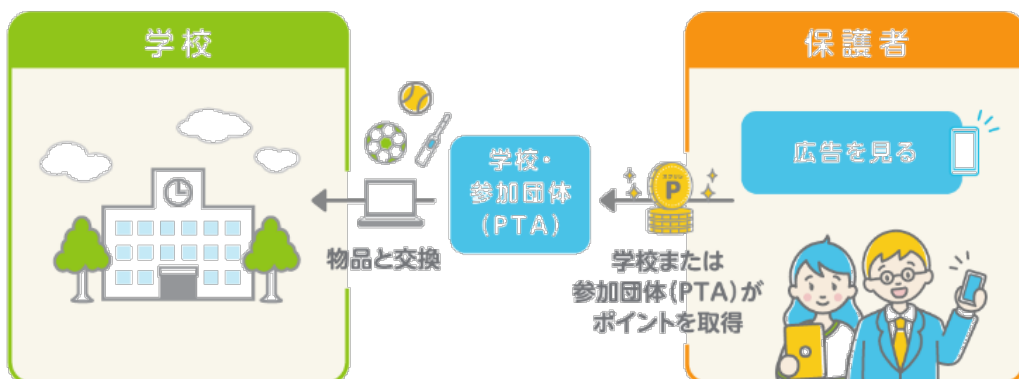 学校
保護者
広告を見る
学校・
参加団体
(PTA)
P
物品と交換
学校または
参加団体(PTA)が
ポイントを取得